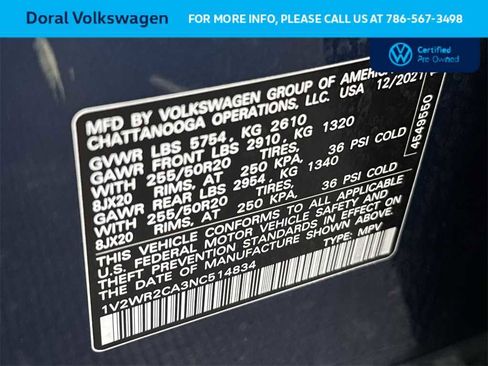 Doral Volkswagen
FOR MORE INFO, PLEASE CALL US AT 786-567-3498
Certified
Pre-Owned
MFD BY VOLKSWAGEN GROUP OF AMERICA
CHATTANOOGA OPERATIONS, LLC. USA 12/2021
GVWR LBS 5754, KG 2610
GAWR FRONT LBS 2910, KG 1320
WITH 255/50R20 TIRES, 36 PSI COLD
8JX20 RIMS, AT 250 KPA.
GAWR REAR LBS 2954, KG 1340
WITH 255/50R20 TIRES, 36 PSI COLD
8JX20 RIMS, AT 250 KPA.
THIS VEHICLE CONFORMS TO ALL APPLICABLE
U.S. FEDERAL MOTOR VEHICLE SAFETY AND
THEFT PREVENTION STANDARDS IN EFFECT ON
THE DATE OF MANUFACTURE SHOWN ABOVE.
1V2WR2CA3NC514834 TYPE: MPV
4549550